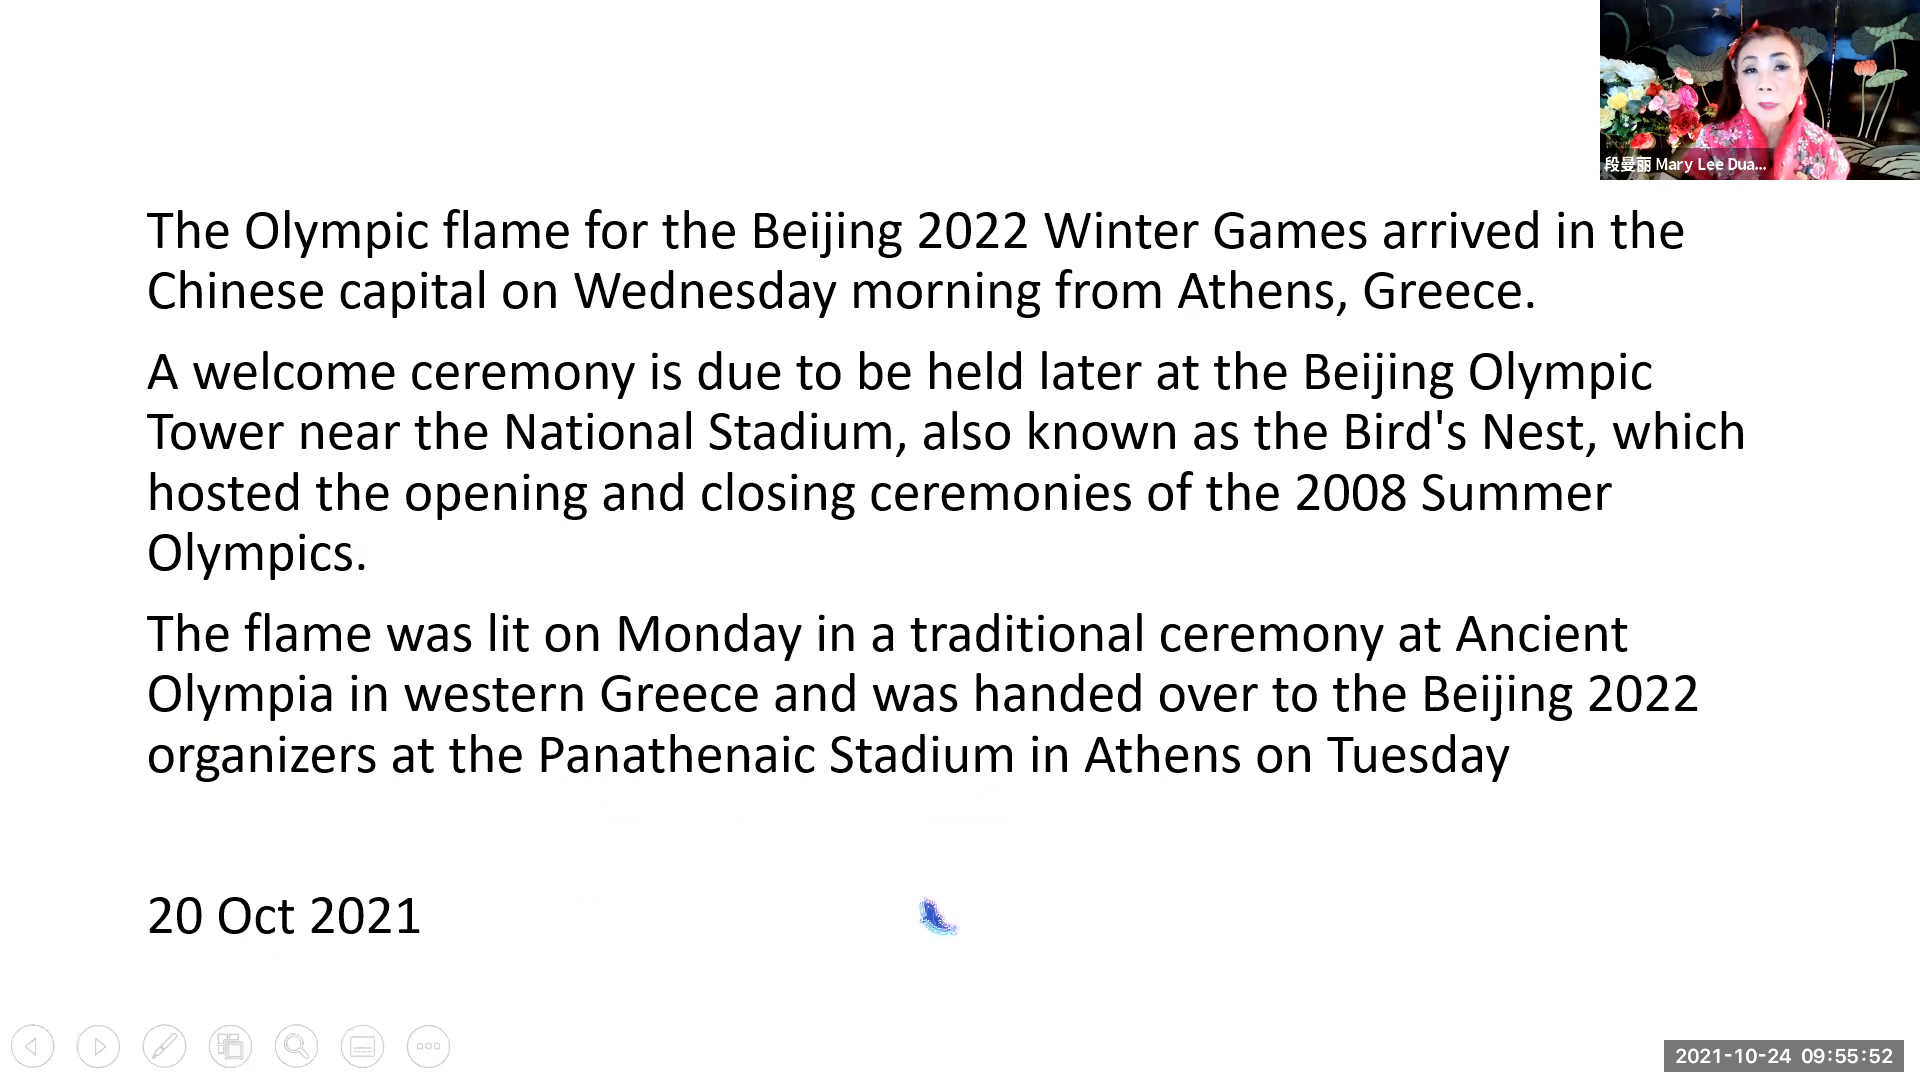 段曼丽 Mary Lee Dua...
The Olympic flame for the Beijing 2022 Winter Games arrived in the
Chinese capital on Wednesday morning from Athens, Greece.
A welcome ceremony is due to be held later at the Beijing Olympic
Tower near the National Stadium, also known as the Bird's Nest, which
hosted the opening and closing ceremonies of the 2008 Summer
Olympics.
The flame was lit on Monday in a traditional ceremony at Ancient
Olympia in western Greece and was handed over to the Beijing 2022
organizers at the Panathenaic Stadium in Athens on Tuesday
20 Oct 2021
2021-10-24 09:55:52